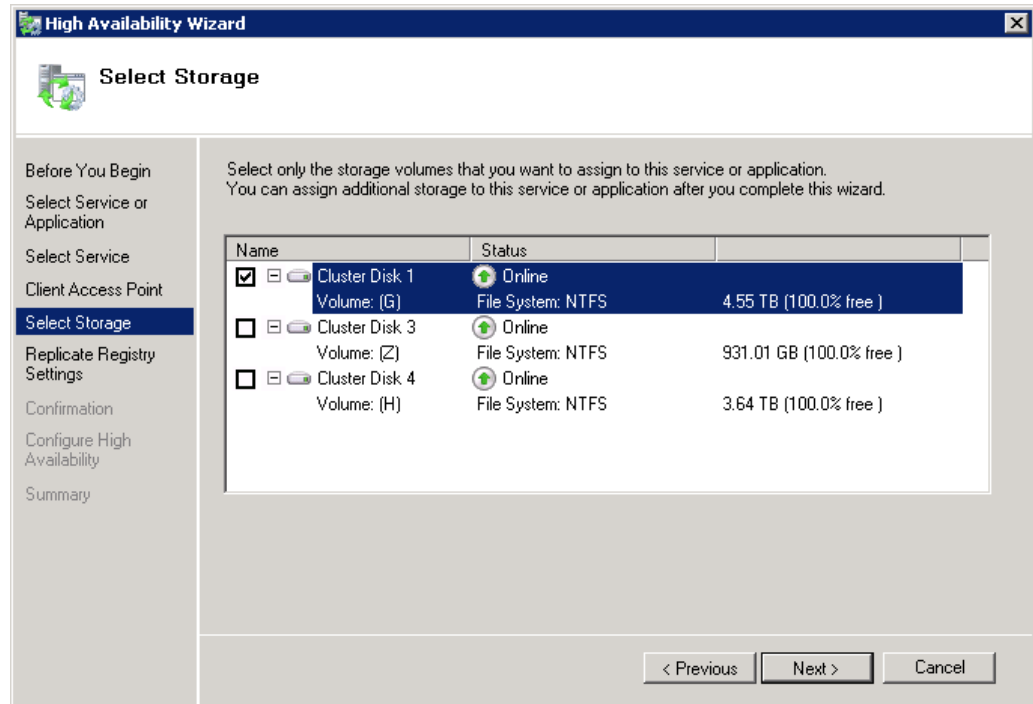 High Availability Wizard
Select Storage
Before You Begin
Select Service or
Application
Select Service
Client Access Point
Select Storage
Replicate Registry
Settings
Confirmation
Configure High
Availability
Summary
Select only the storage volumes that you want to assign to this service or application.
You can assign additional storage to this service or application after you complete this wizard.
Name Status
Cluster Disk 1 Online
Volume: (G) File System: NTFS 4.55 TB (100.0% free )
Cluster Disk 3 Online
Volume: (Z) File System: NTFS 931.01 GB (100.0% free )
Cluster Disk 4 Online
Volume: (H) File System: NTFS 3.64 TB (100.0% free )
< Previous Next > Cancel